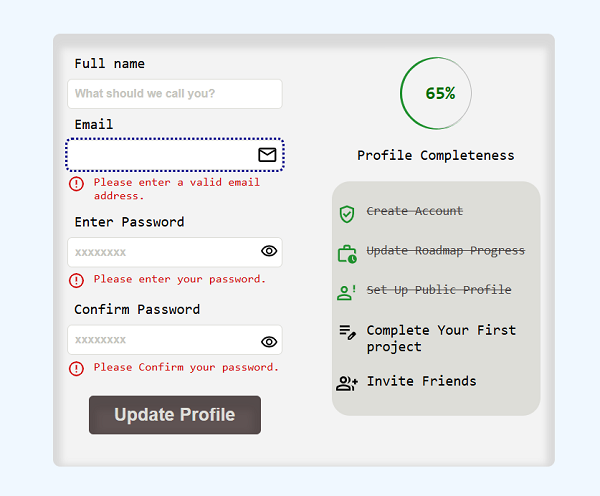 Full name
What should we call you?
Email
Please enter a valid email
address.
Enter Password
xxxxxxxx
Please enter your password.
Confirm Password
xxxxxxxx
Please Confirm your password.
Update Profile
65%
Profile Completeness
Create Account
Update Roadmap Progress
Set Up Public Profile
Complete Your First
project
Invite Friends